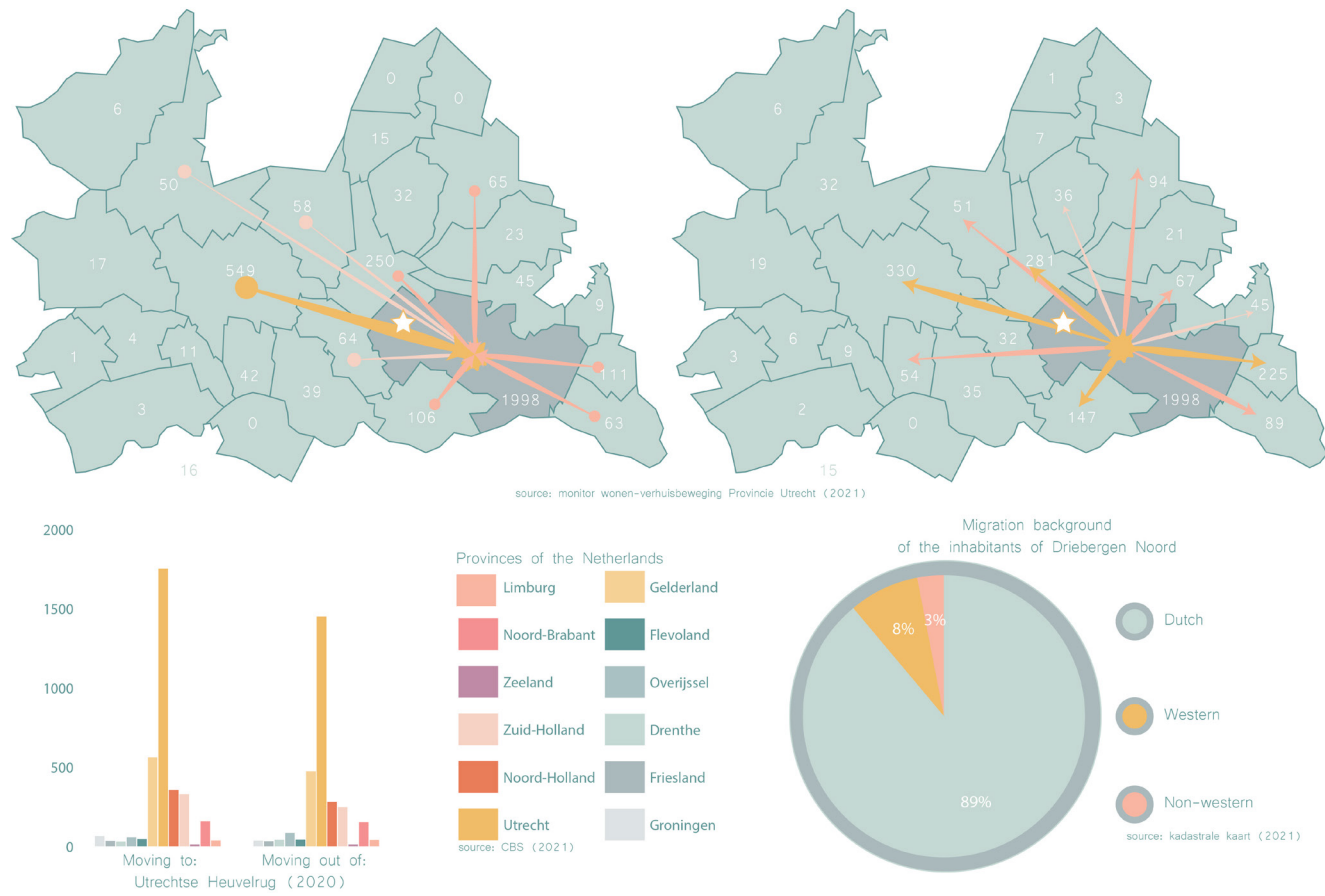 0
0
6
15
65
50
32
58
23
17
250
549
45
9
64
4
11
1
111
42
39
1998
3
106
0
63
16
1
3
6
7
94
32
36
51
21
19
281
330
67
45
6
32
3
9
225
54
35
1998
2
147
0
89
15
source: monitor wonen-verhuisbeweging Provincie Utrecht (2021)
2000
1500
1000
500
0
Moving to:
Moving out of:
Utrechtse Heuvelrug (2020)
Provinces of the Netherlands
Limburg
Gelderland
Noord-Brabant
Flevoland
Zeeland
Overijssel
Zuid-Holland
Drenthe
Noord-Holland
Friesland
Utrecht
Groningen
source: CBS (2021)
Migration background
of the inhabitants of Driebergen Noord
8%
3%
89%
Dutch
Western
Non-western
source: kadastrale kaart (2021)